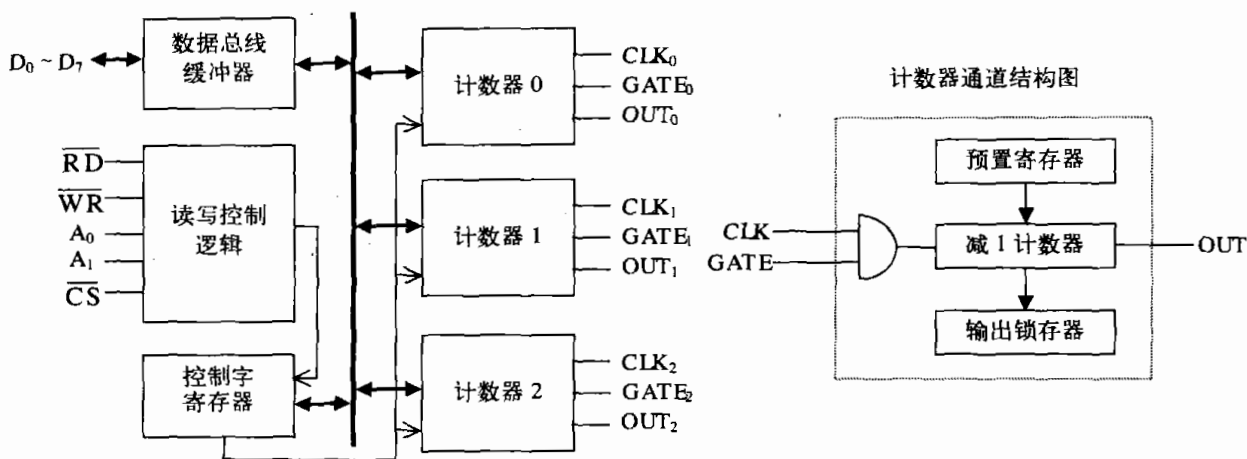 D₀ ~ D₇
数据总线
缓冲器
R̅D̅
W̅R̅
A₀
A₁
C̅S̅
读写控制
逻辑
控制字
寄存器
计数器 0
CLK₀
GATE₀
OUT₀
计数器 1
CLK₁
GATE₁
OUT₁
计数器 2
CLK₂
GATE₂
OUT₂
计数器通道结构图
预置寄存器
CLK
GATE
减 1 计数器
OUT
输出锁存器